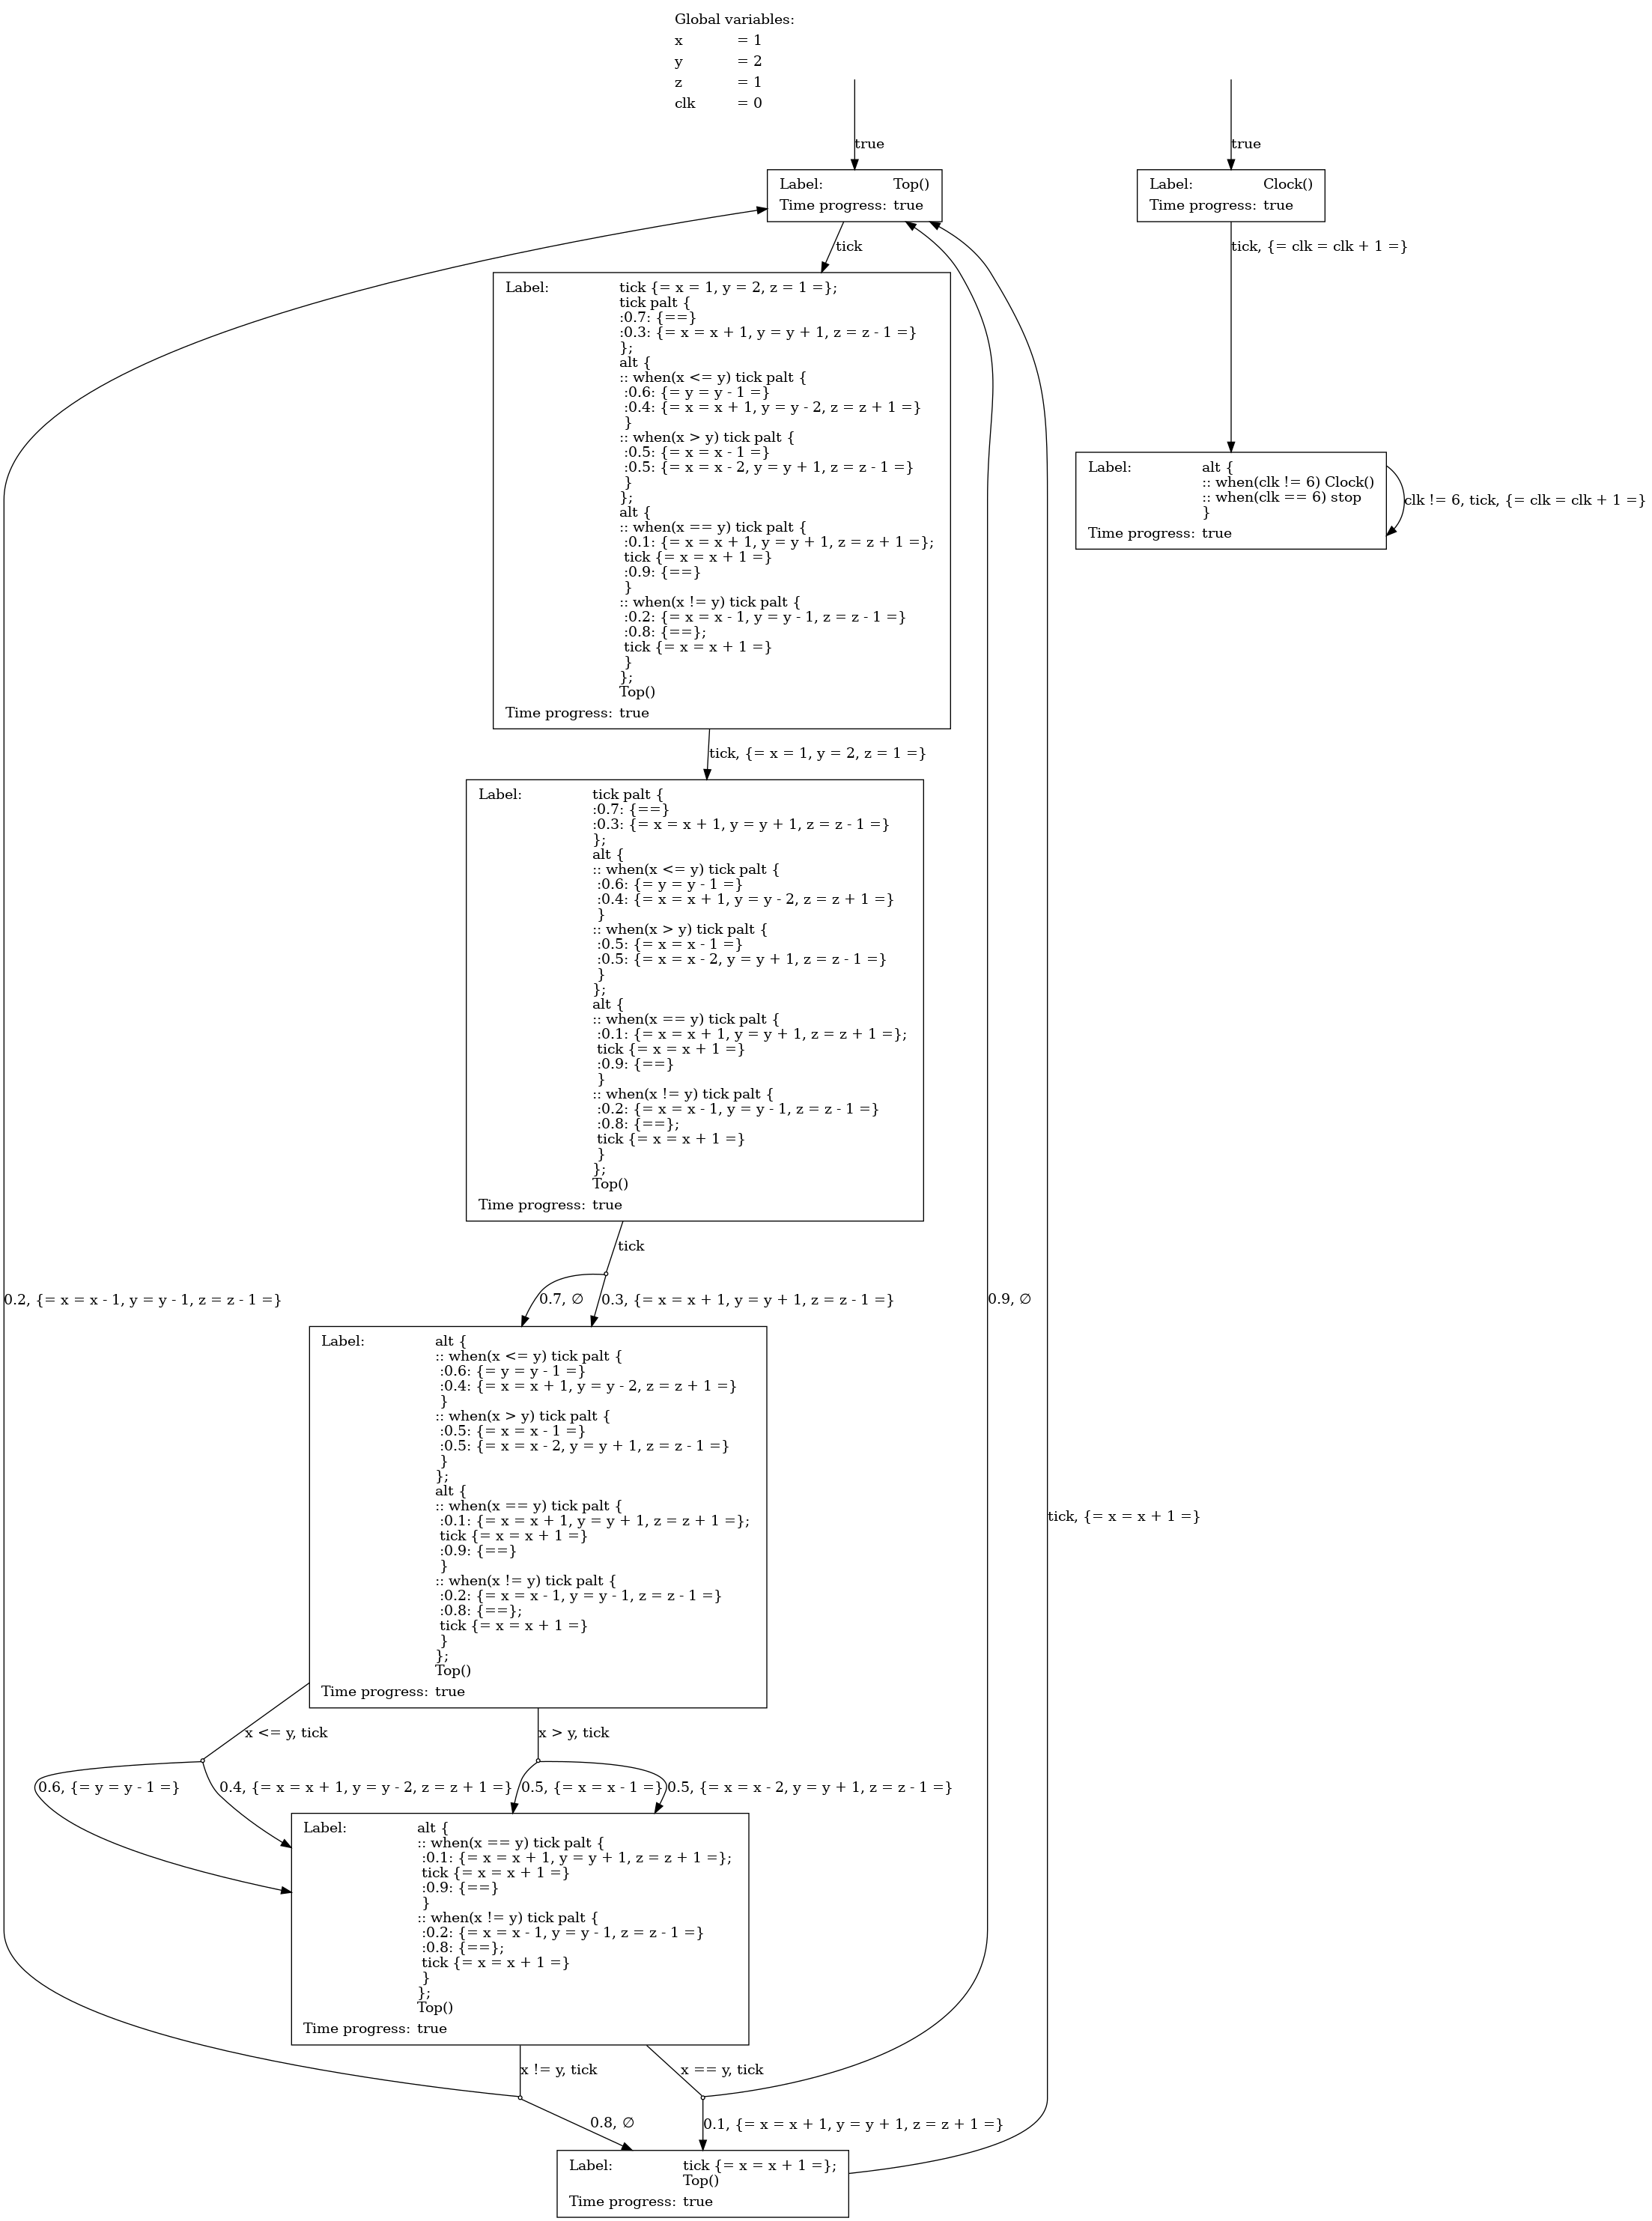 Global variables:
x = 1
y = 2
z = 1
clk = 0
true
true
Label: Top()
Time progress: true
Label: Clock()
Time progress: true
tick
tick, {= clk = clk + 1 =}
Label: tick {= x = 1, y = 2, z = 1 =};
tick palt {
:0.7: {==}
:0.3: {= x = x + 1, y = y + 1, z = z - 1 =}
};
alt {
:: when(x <= y) tick palt {
:0.6: {= y = y - 1 =}
:0.4: {= x = x + 1, y = y - 2, z = z + 1 =}
}
:: when(x > y) tick palt {
:0.5: {= x = x - 1 =}
:0.5: {= x = x - 2, y = y + 1, z = z - 1 =}
}
};
alt {
:: when(x == y) tick palt {
:0.1: {= x = x + 1, y = y + 1, z = z + 1 =};
tick {= x = x + 1 =}
:0.9: {==}
}
:: when(x != y) tick palt {
:0.2: {= x = x - 1, y = y - 1, z = z - 1 =}
:0.8: {==};
tick {= x = x + 1 =}
}
};
Top()
Time progress: true
Label: alt {
:: when(clk != 6) Clock()
:: when(clk == 6) stop
}
Time progress: true
clk != 6, tick, {= clk = clk + 1 =}
tick, {= x = 1, y = 2, z = 1 =}
Label: tick palt {
:0.7: {==}
:0.3: {= x = x + 1, y = y + 1, z = z - 1 =}
};
alt {
:: when(x <= y) tick palt {
:0.6: {= y = y - 1 =}
:0.4: {= x = x + 1, y = y - 2, z = z + 1 =}
}
:: when(x > y) tick palt {
:0.5: {= x = x - 1 =}
:0.5: {= x = x - 2, y = y + 1, z = z - 1 =}
}
};
alt {
:: when(x == y) tick palt {
:0.1: {= x = x + 1, y = y + 1, z = z + 1 =};
tick {= x = x + 1 =}
:0.9: {==}
}
:: when(x != y) tick palt {
:0.2: {= x = x - 1, y = y - 1, z = z - 1 =}
:0.8: {==};
tick {= x = x + 1 =}
}
};
Top()
Time progress: true
tick
0.2, {= x = x - 1, y = y - 1, z = z - 1 =}
0.7, ∅
0.3, {= x = x + 1, y = y + 1, z = z - 1 =}
0.9, ∅
Label: alt {
:: when(x <= y) tick palt {
:0.6: {= y = y - 1 =}
:0.4: {= x = x + 1, y = y - 2, z = z + 1 =}
}
:: when(x > y) tick palt {
:0.5: {= x = x - 1 =}
:0.5: {= x = x - 2, y = y + 1, z = z - 1 =}
}
};
alt {
:: when(x == y) tick palt {
:0.1: {= x = x + 1, y = y + 1, z = z + 1 =};
tick {= x = x + 1 =}
:0.9: {==}
}
:: when(x != y) tick palt {
:0.2: {= x = x - 1, y = y - 1, z = z - 1 =}
:0.8: {==};
tick {= x = x + 1 =}
}
};
Top()
Time progress: true
tick, {= x = x + 1 =}
x <= y, tick
x > y, tick
0.6, {= y = y - 1 =}
0.4, {= x = x + 1, y = y - 2, z = z + 1 =}
0.5, {= x = x - 1 =}
0.5, {= x = x - 2, y = y + 1, z = z - 1 =}
Label: alt {
:: when(x == y) tick palt {
:0.1: {= x = x + 1, y = y + 1, z = z + 1 =};
tick {= x = x + 1 =}
:0.9: {==}
}
:: when(x != y) tick palt {
:0.2: {= x = x - 1, y = y - 1, z = z - 1 =}
:0.8: {==};
tick {= x = x + 1 =}
}
};
Top()
Time progress: true
x != y, tick
x == y, tick
0.8, ∅
0.1, {= x = x + 1, y = y + 1, z = z + 1 =}
Label: tick {= x = x + 1 =};
Top()
Time progress: true